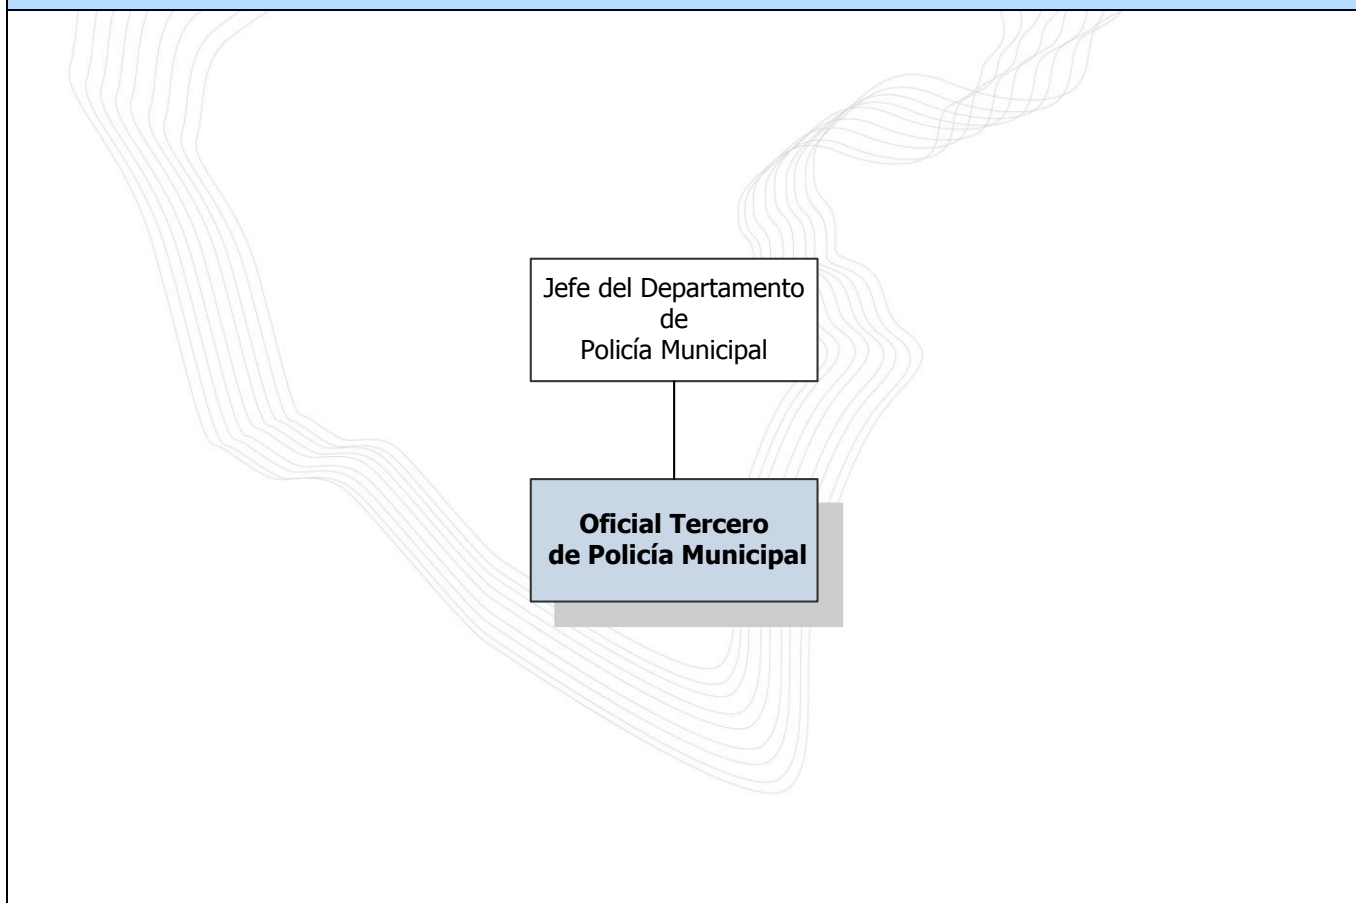 Jefe del Departamento
de
Policía Municipal
Oficial Tercero
de Policía Municipal